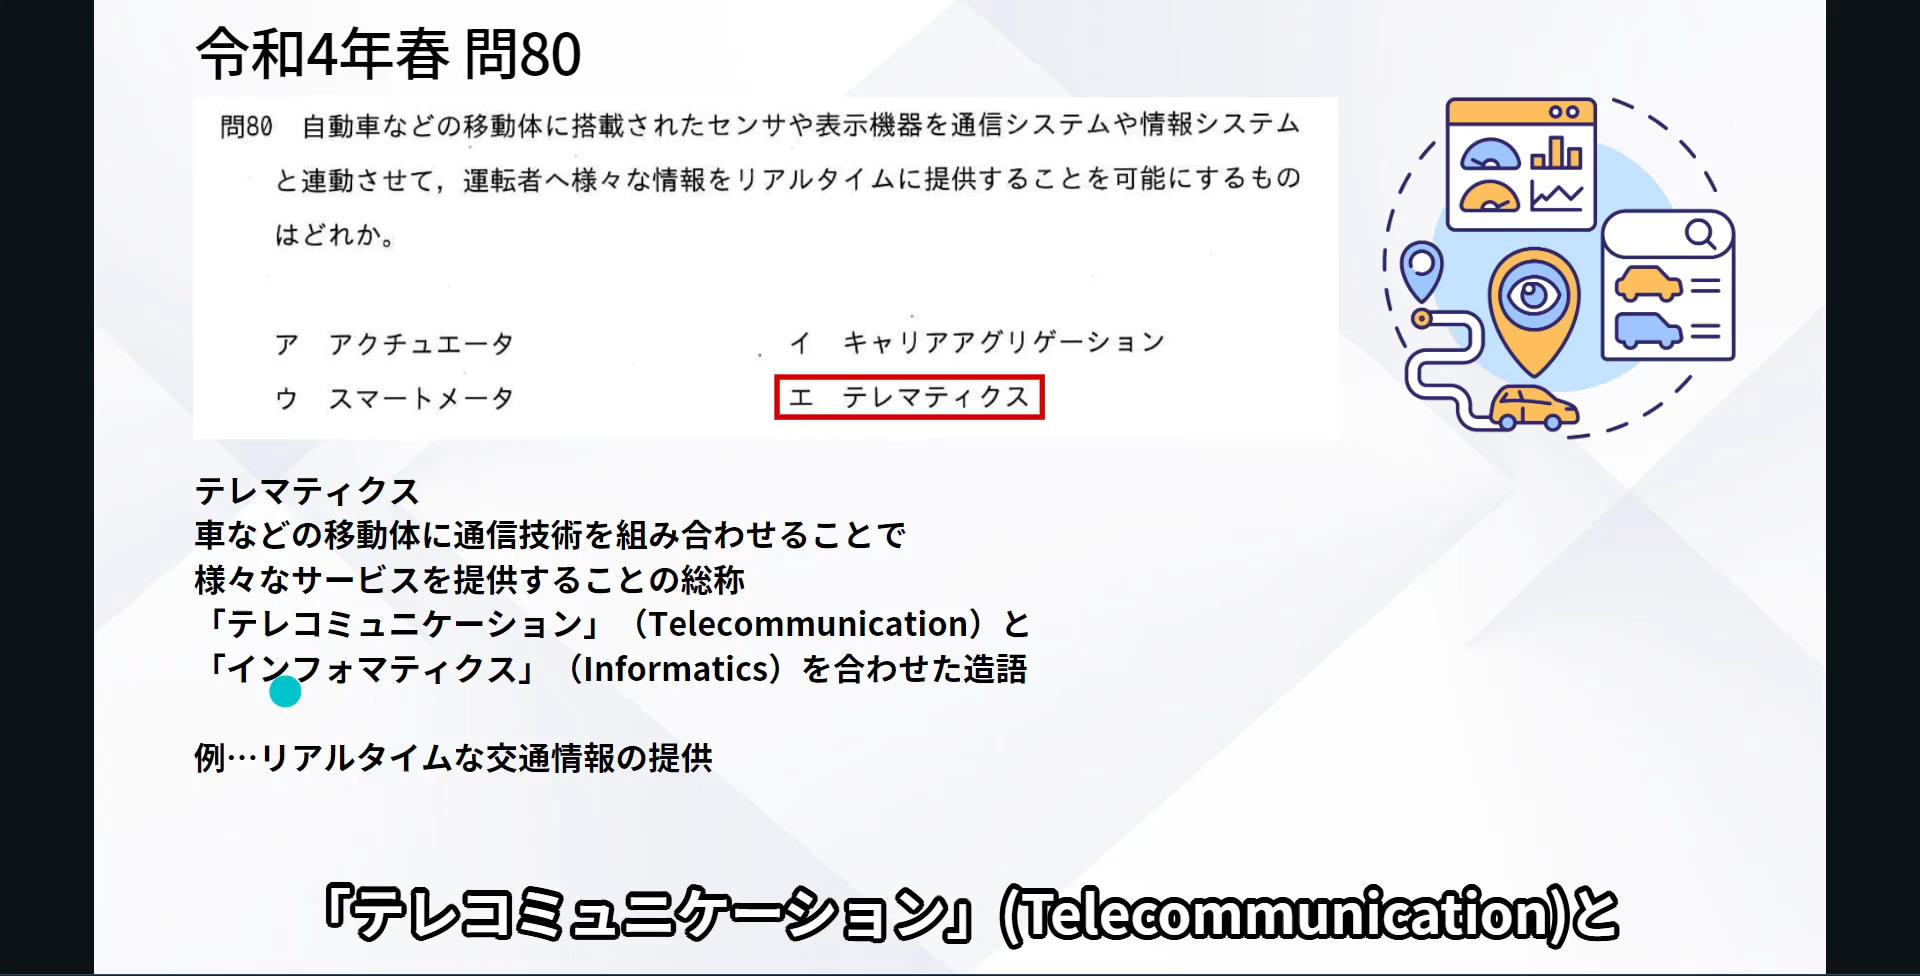 令和4年春 問80
問80　自動車などの移動体に搭載されたセンサや表示機器を通信システムや情報システム
と連動させて，運転者へ様々な情報をリアルタイムに提供することを可能にするもの
はどれか。
ア　アクチュエータ　イ　キャリアアグリゲーション
ウ　スマートメータ　エ　テレマティクス
テレマティクス
車などの移動体に通信技術を組み合わせることで
様々なサービスを提供することの総称
「テレコミュニケーション」（Telecommunication）と
「インフォマティクス」（Informatics）を合わせた造語
例…リアルタイムな交通情報の提供
「テレコミュニケーション」(Telecommunication)と